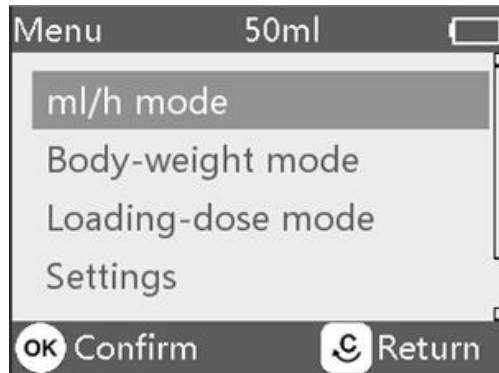 Menu 50ml
ml/h mode
Body-weight mode
Loading-dose mode
Settings
OK Confirm C Return